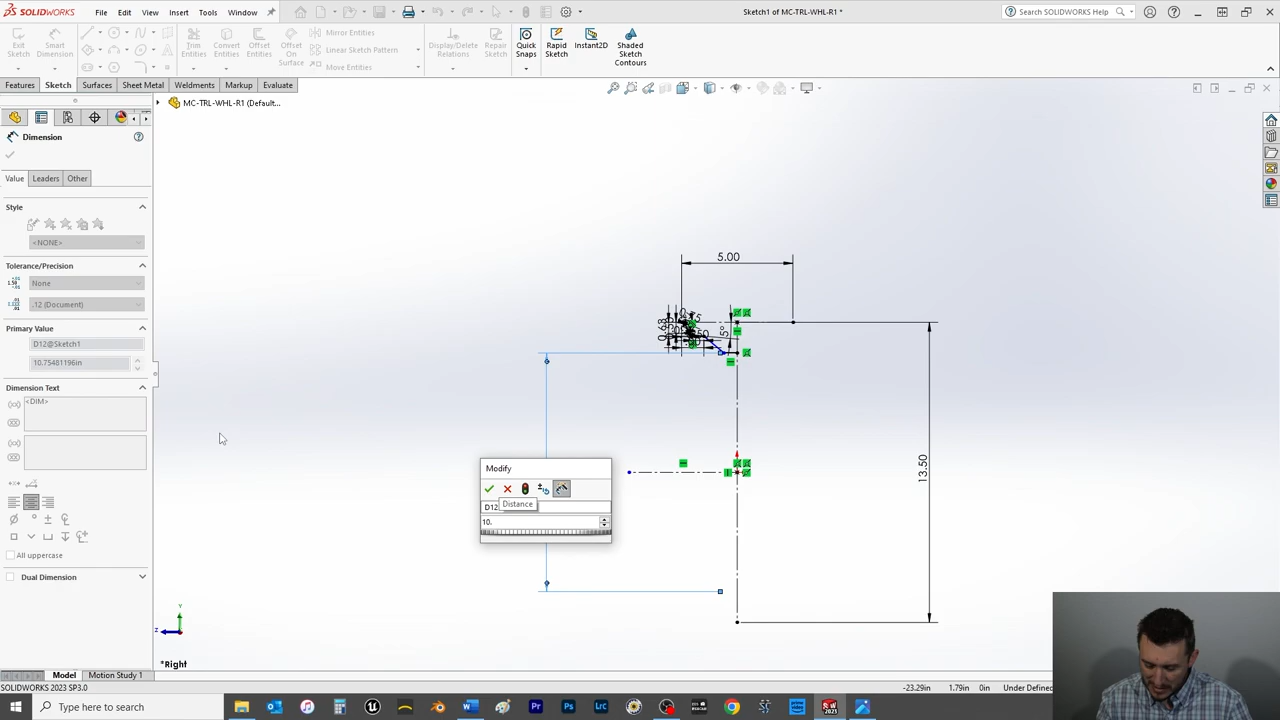 SOLIDWORKS
File
Edit
View
Insert
Tools
Window
Sketch1 of MC-TRL-WHL-R1 *
Search SOLIDWORKS Help
Exit Sketch
Smart Dimension
Trim Entities
Convert Entities
Offset Entities
Offset On Surface
Mirror Entities
Linear Sketch Pattern
Move Entities
Display/Delete Relations
Repair Sketch
Quick Snaps
Rapid Sketch
Instant2D
Shaded Sketch Contours
Features
Sketch
Surfaces
Sheet Metal
Weldments
Markup
Evaluate
MC-TRL-WHL-R1 (Default...
Dimension
Value
Leaders
Other
Style
<NONE>
Tolerance/Precision
None
.12 (Document)
Primary Value
D12@Sketch1
10.75481196in
Dimension Text
<DIM>
All uppercase
Dual Dimension
5.00
5°
13.50
Modify
Distance
D12
10.
Y
Z
*Right
Model
Motion Study 1
SOLIDWORKS 2023 SP3.0
-23.29in
1.79in
0in
Under Defined
Type here to search